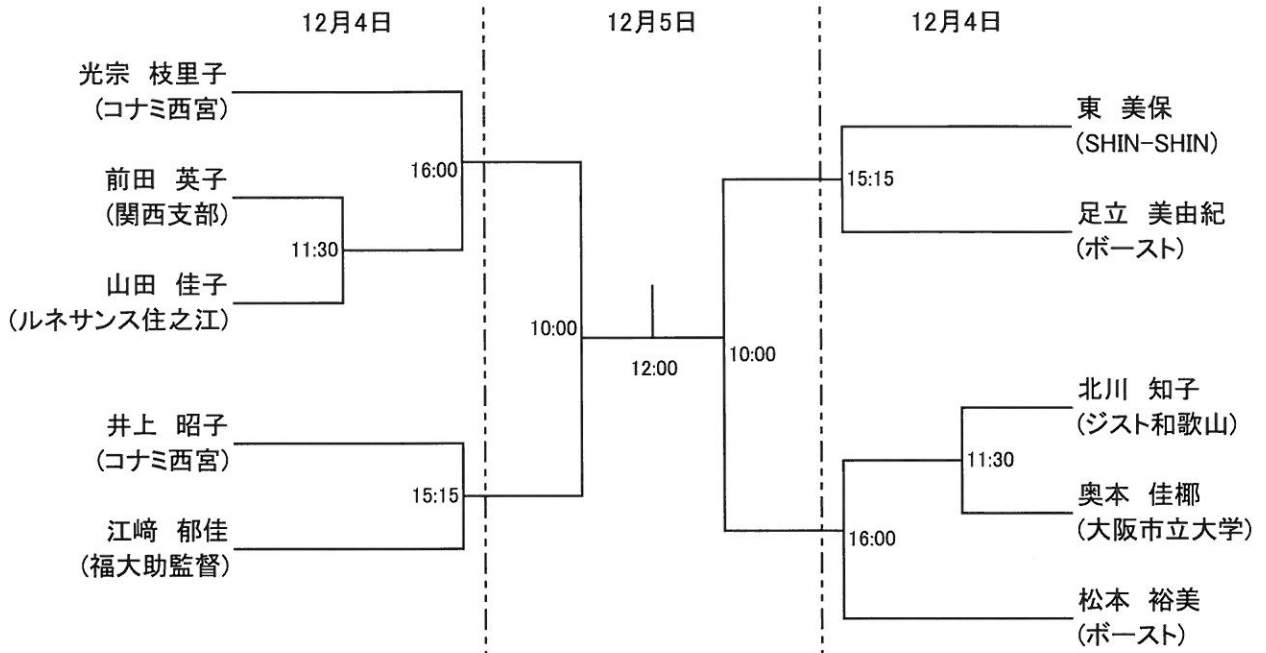 12月4日
12月5日
12月4日
光宗 枝里子
(コナミ西宮)
16:00
前田 英子
(関西支部)
11:30
山田 佳子
(ルネサンス住之江)
10:00
井上 昭子
(コナミ西宮)
15:15
江﨑 郁佳
(福大助監督)
12:00
東 美保
(SHIN-SHIN)
15:15
足立 美由紀
(ボースト)
10:00
北川 知子
(ジスト和歌山)
11:30
奥本 佳椰
(大阪市立大学)
16:00
松本 裕美
(ボースト)